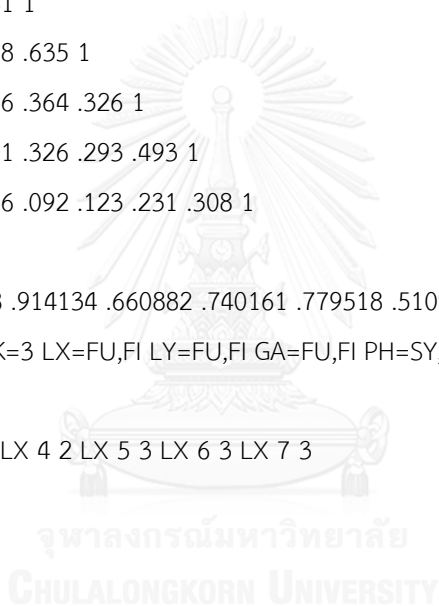 1 1
8 .635 1
6 .364 .326 1
1 .326 .293 .493 1
6 .092 .123 .231 .308 1
.914134 .660882 .740161 .779518 .510
K=3 LX=FU,FI LY=FU,FI GA=FU,FI PH=SY,
LX 4 2 LX 5 3 LX 6 3 LX 7 3
จุฬาลงกรณ์มหาวิทยาลัย
CHULALONGKORN UNIVERSITY